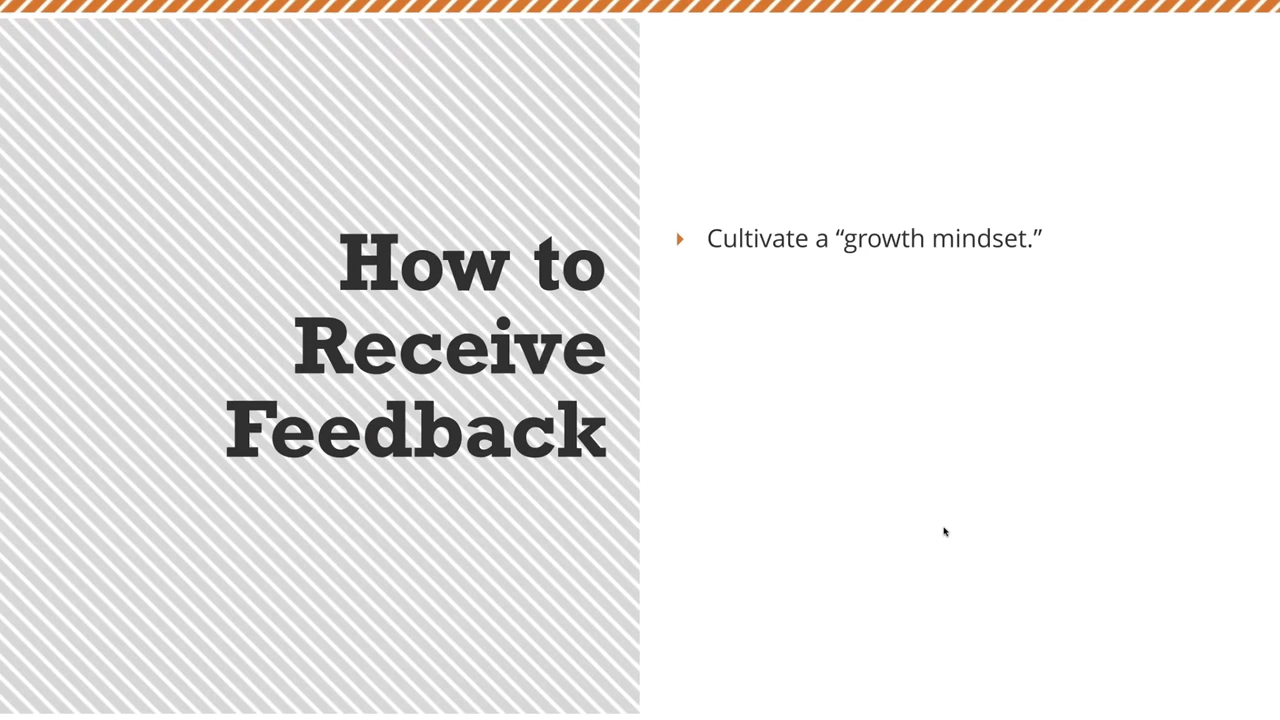 How to
Receive
Feedback
Cultivate a “growth mindset.”